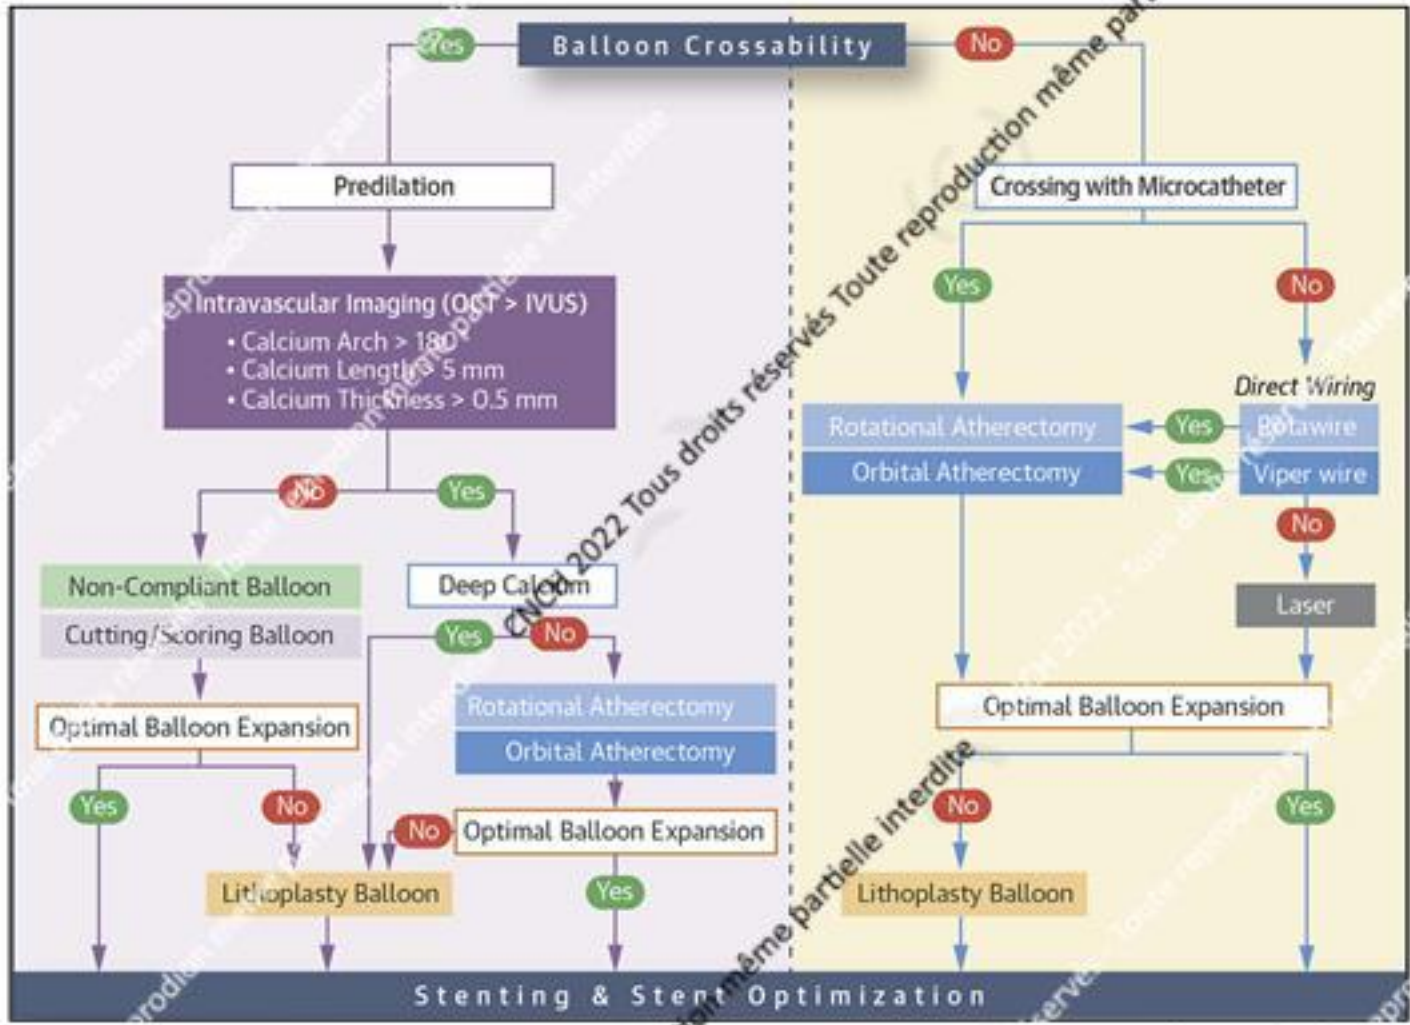 Balloon Crossability
Yes
No
Predilation
Crossing with Microcatheter
Intravascular Imaging (OCT > IVUS)
• Calcium Arch > 180
• Calcium Length > 5 mm
• Calcium Thickness > 0.5 mm
Yes
No
Direct Wiring
Rotational Atherectomy
Yes
Rotawire
Orbital Atherectomy
Yes
Viper wire
No
Yes
No
Non-Compliant Balloon
Deep Calcium
Laser
Cutting/Scoring Balloon
Yes
No
Optimal Balloon Expansion
Rotational Atherectomy
Orbital Atherectomy
Optimal Balloon Expansion
Yes
No
No
Optimal Balloon Expansion
No
Yes
Lithoplasty Balloon
Yes
Lithoplasty Balloon
Stenting & Stent Optimization
CNCH 2022 Tous droits réservés Toute reproduction même par
même partielle interdite